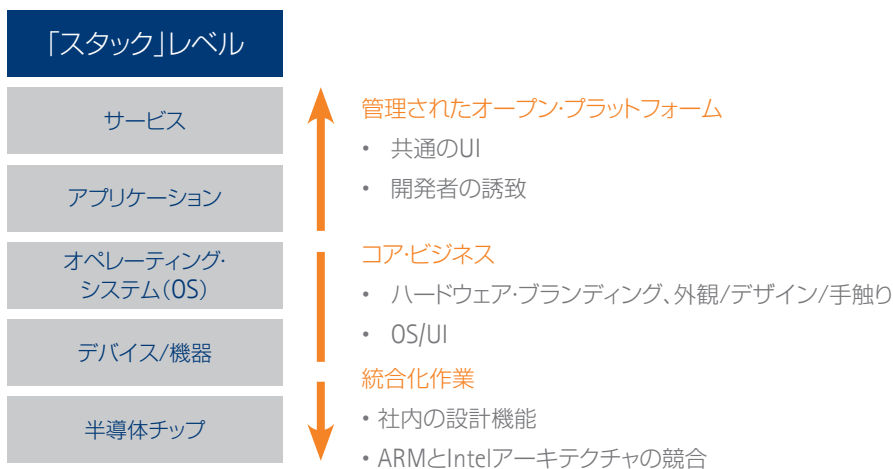 「スタック」レベル
サービス
アプリケーション
オペレーティング・
システム（OS）
デバイス/機器
半導体チップ
管理されたオープン・プラットフォーム
• 共通のUI
• 開発者の誘致
コア・ビジネス
• ハードウェア・ブランディング、外観/デザイン/手触り
• OS/UI
統合化作業
• 社内の設計機能
• ARMとIntelアーキテクチャの競合